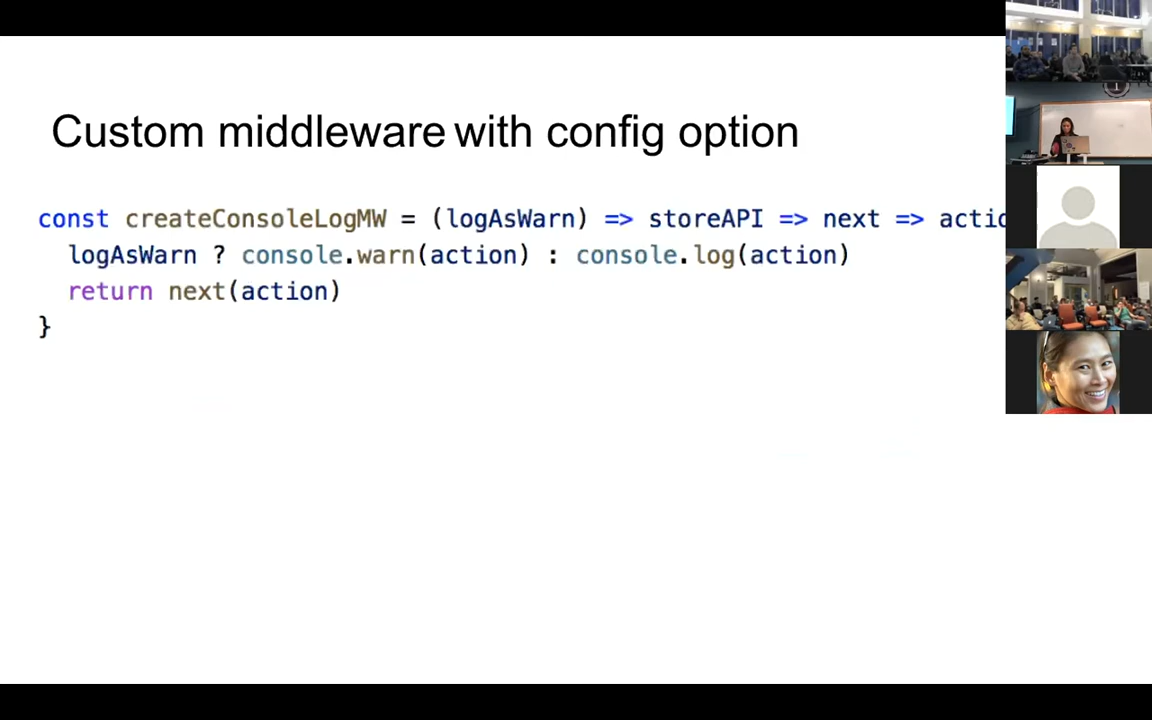 Custom middleware with config option
const createConsoleLogMW = (logAsWarn) => storeAPI => next => actio
logAsWarn ? console.warn(action) : console.log(action)
return next(action)
}